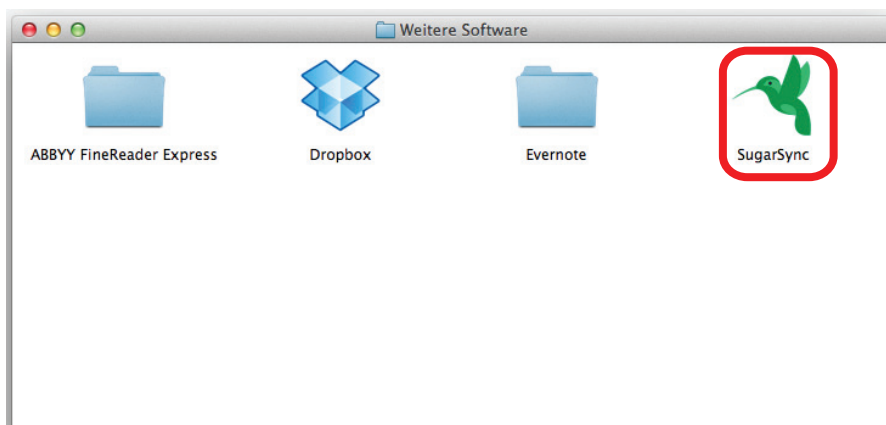 Weitere Software
ABBYY FineReader Express
Dropbox
Evernote
SugarSync